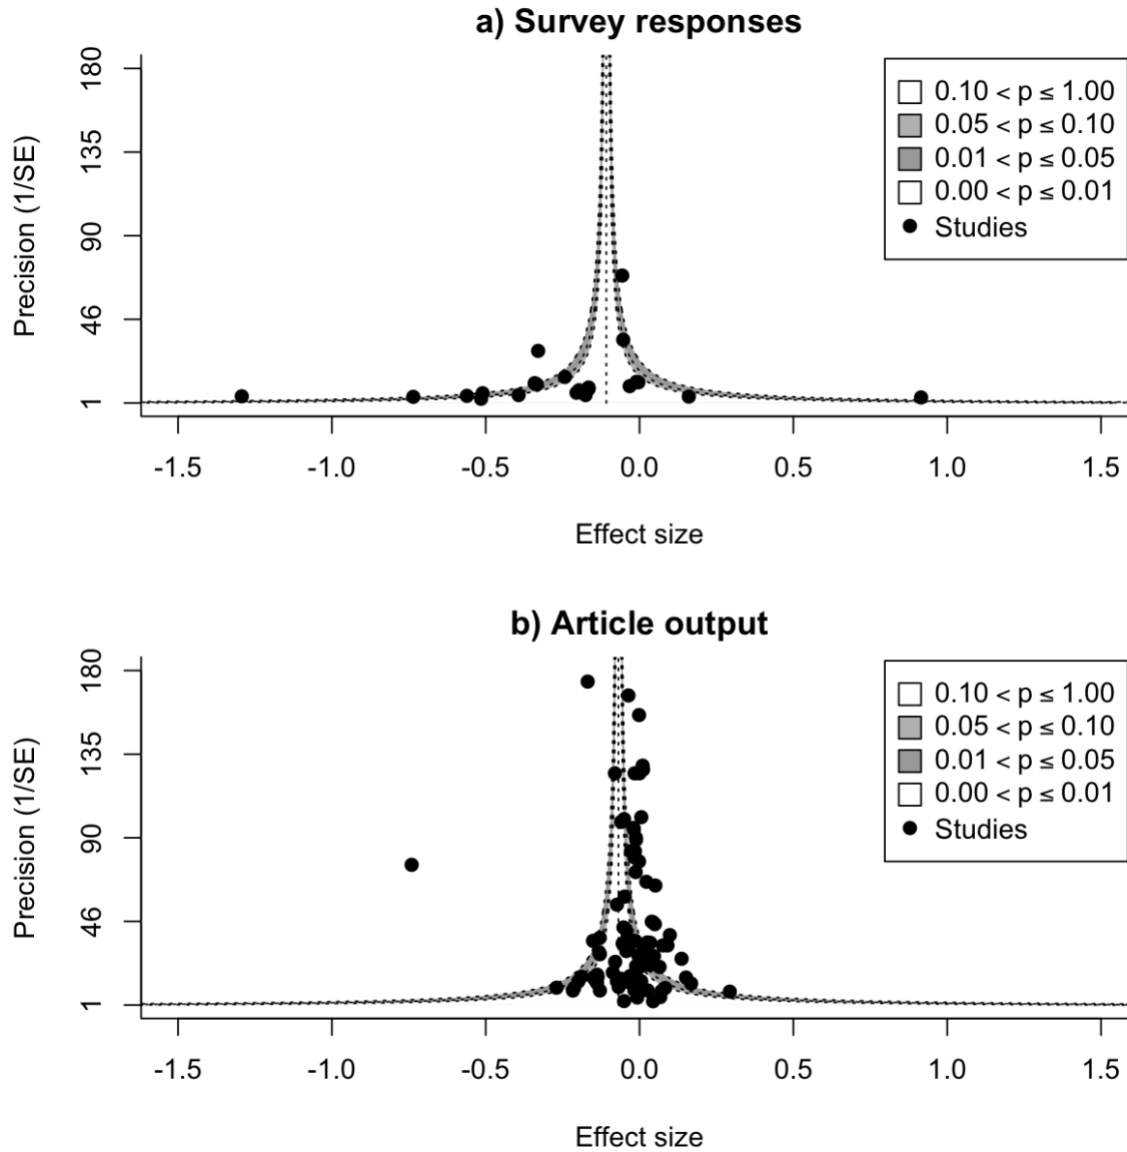 a) Survey responses
Precision (1/SE)
180
135
90
46
1
0.10 < p ≤ 1.00
0.05 < p ≤ 0.10
0.01 < p ≤ 0.05
0.00 < p ≤ 0.01
Studies
-1.5 -1.0 -0.5 0.0 0.5 1.0 1.5
Effect size
b) Article output
Precision (1/SE)
180
135
90
46
1
0.10 < p ≤ 1.00
0.05 < p ≤ 0.10
0.01 < p ≤ 0.05
0.00 < p ≤ 0.01
Studies
-1.5 -1.0 -0.5 0.0 0.5 1.0 1.5
Effect size